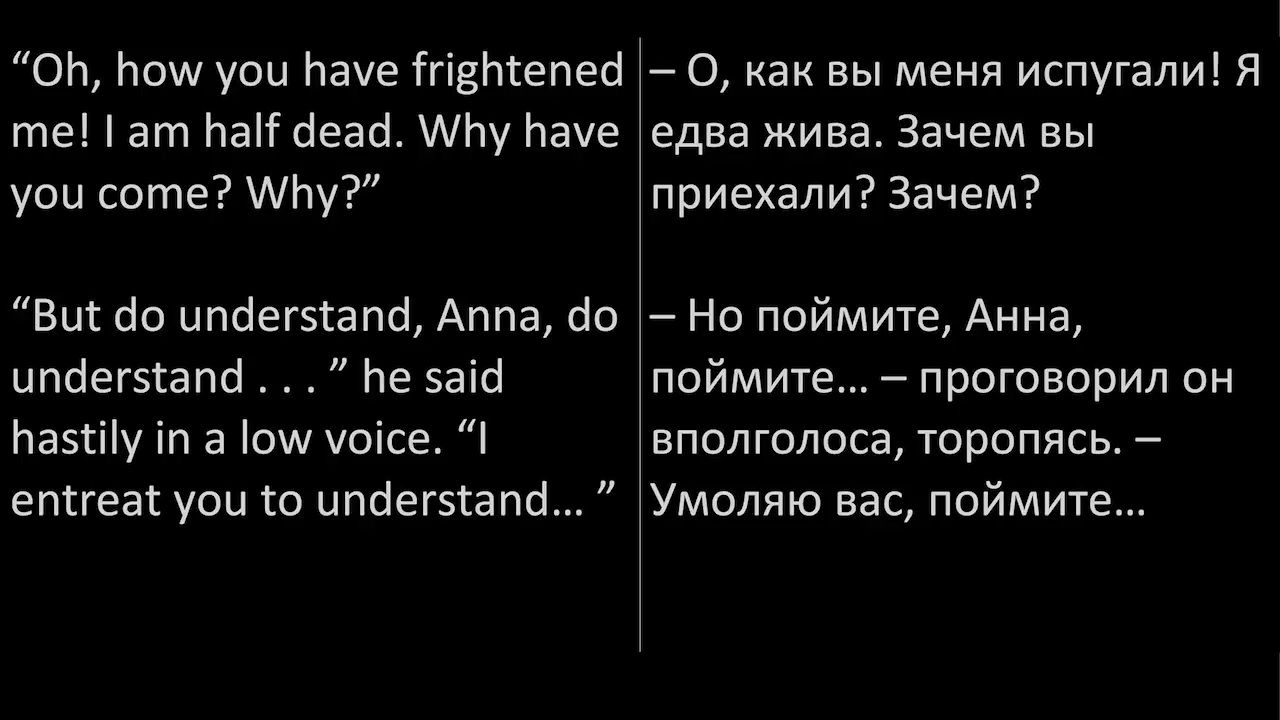 “Oh, how you have frightened
me! I am half dead. Why have
you come? Why?”
“But do understand, Anna, do
understand . . . ” he said
hastily in a low voice. “I
entreat you to understand… ”
– О, как вы меня испугали! Я
едва жива. Зачем вы
приехали? Зачем?
– Но поймите, Анна,
поймите… – проговорил он
вполголоса, торопясь. –
Умоляю вас, поймите…